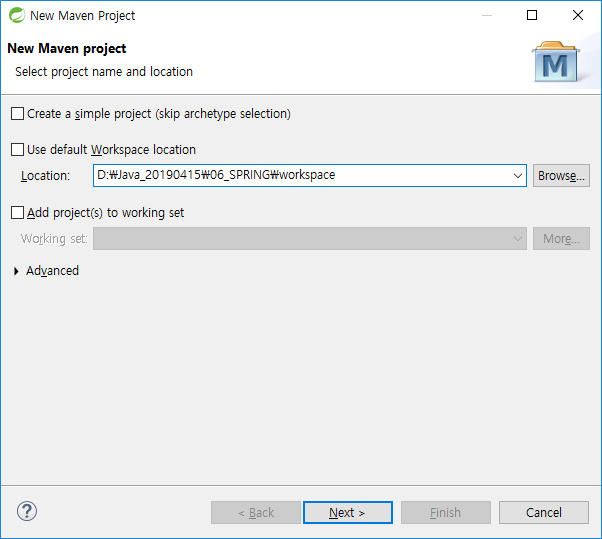 New Maven Project
New Maven project
Select project name and location
M
Create a simple project (skip archetype selection)
Use default Workspace location
Location: D:₩Java_20190415₩06_SPRING₩workspace Browse...
Add project(s) to working set
Working set: More...
Advanced
? < Back Next > Finish Cancel